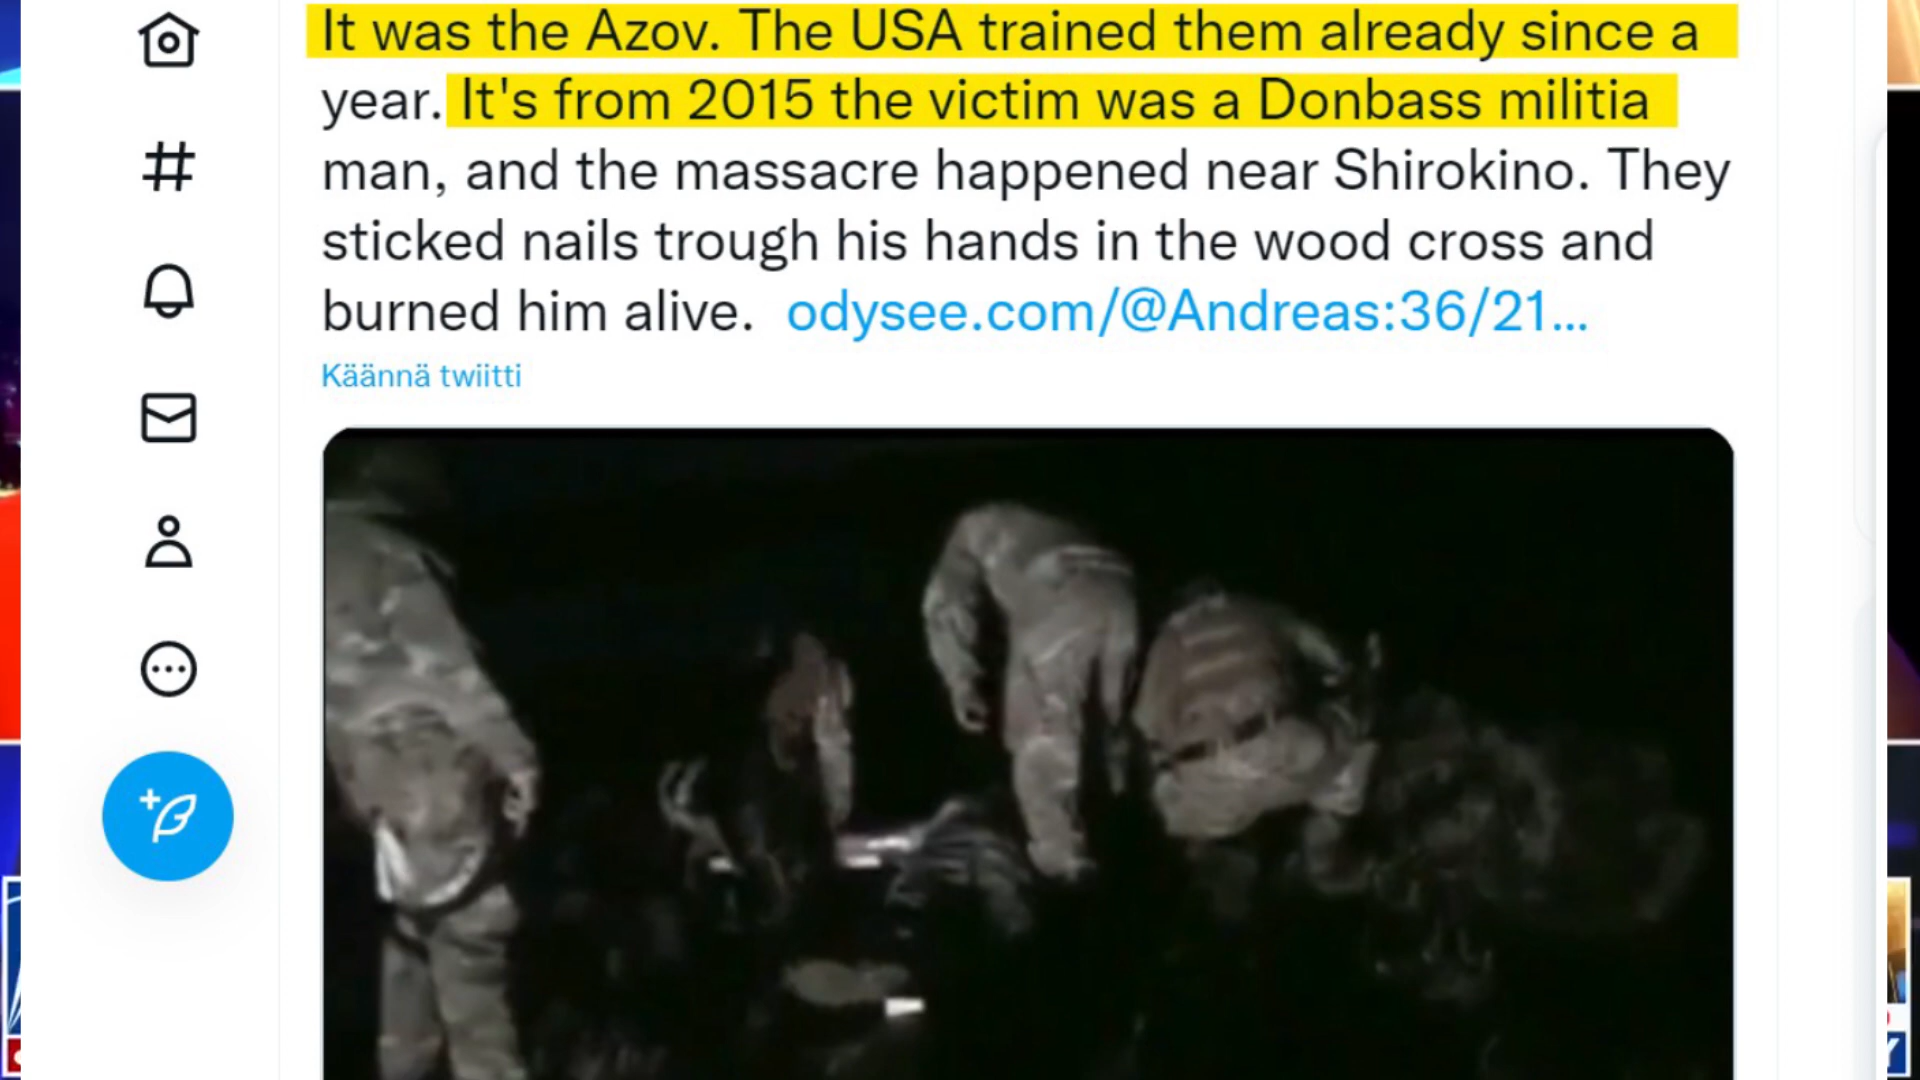 It was the Azov. The USA trained them already since a
year. It's from 2015 the victim was a Donbass militia
man, and the massacre happened near Shirokino. They
sticked nails trough his hands in the wood cross and
burned him alive. odysee.com/@Andreas:36/21...
Käännä twiitti